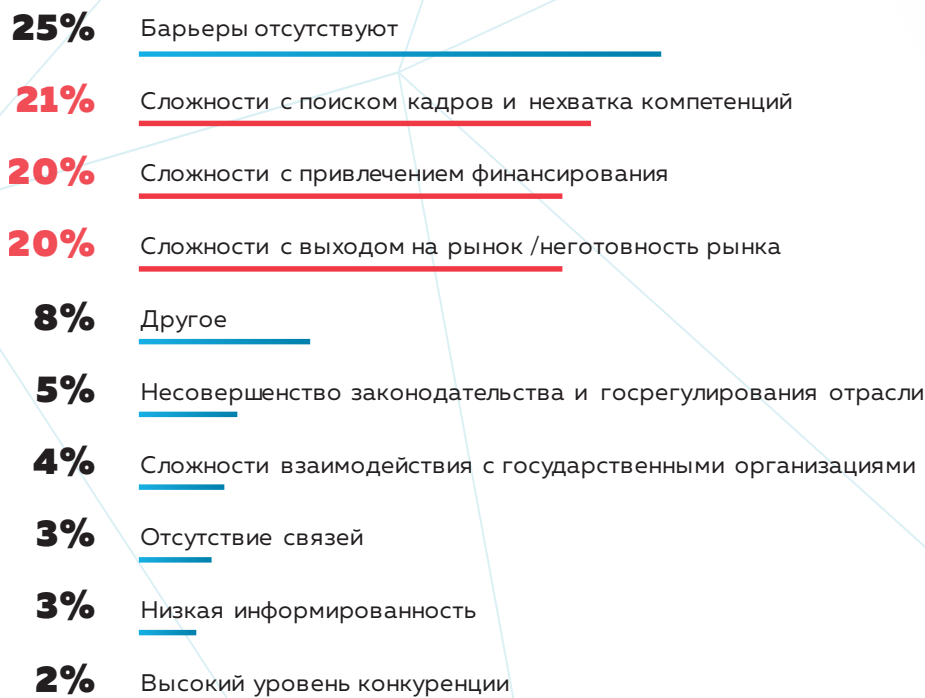 25% Барьеры отсутствуют
21% Сложности с поиском кадров и нехватка компетенций
20% Сложности с привлечением финансирования
20% Сложности с выходом на рынок /неготовность рынка
8% Другое
5% Несовершенство законодательства и госрегулирования отрасли
4% Сложности взаимодействия с государственными организациями
3% Отсутствие связей
3% Низкая информированность
2% Высокий уровень конкуренции